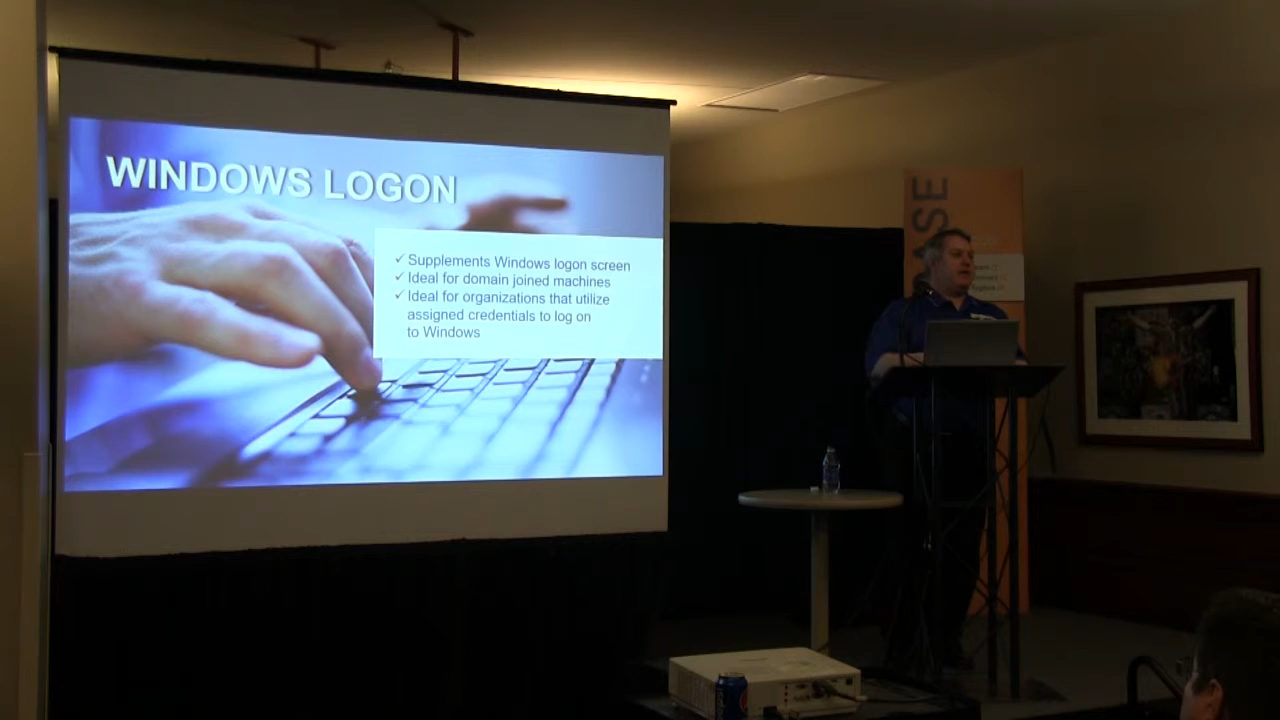 WINDOWS LOGON
✓ Supplements Windows logon screen
✓ Ideal for domain joined machines
✓ Ideal for organizations that utilize
assigned credentials to log on
to Windows